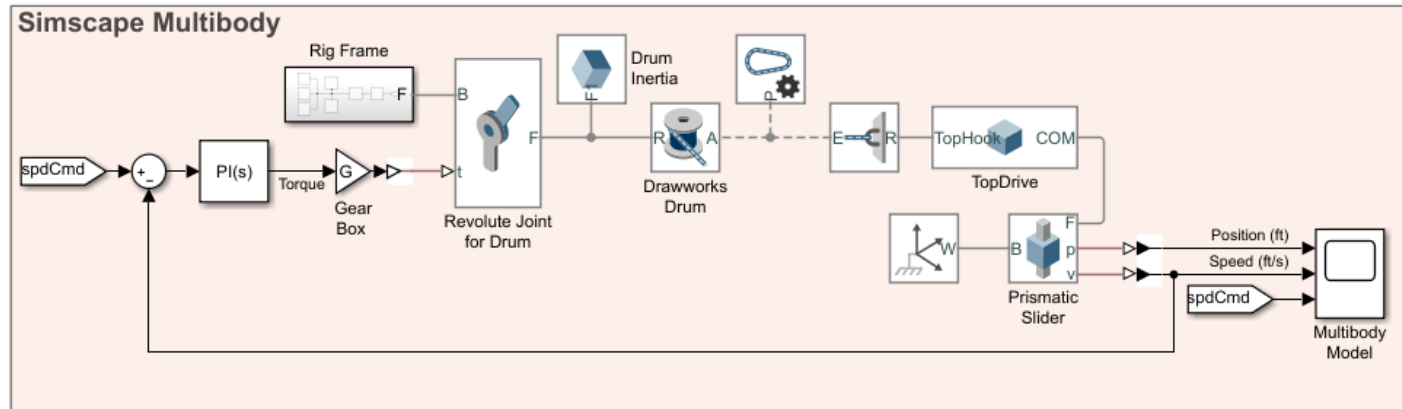 Simscape Multibody
Rig Frame
F
B
F
t
Revolute Joint
for Drum
Drum
Inertia
F1
R
A
Drawworks
Drum
P
E
R
TopHook
COM
TopDrive
spdCmd
+
-
PI(s)
Torque
G
Gear
Box
W
B
F
p
v
Prismatic
Slider
Position (ft)
Speed (ft/s)
spdCmd
Multibody
Model